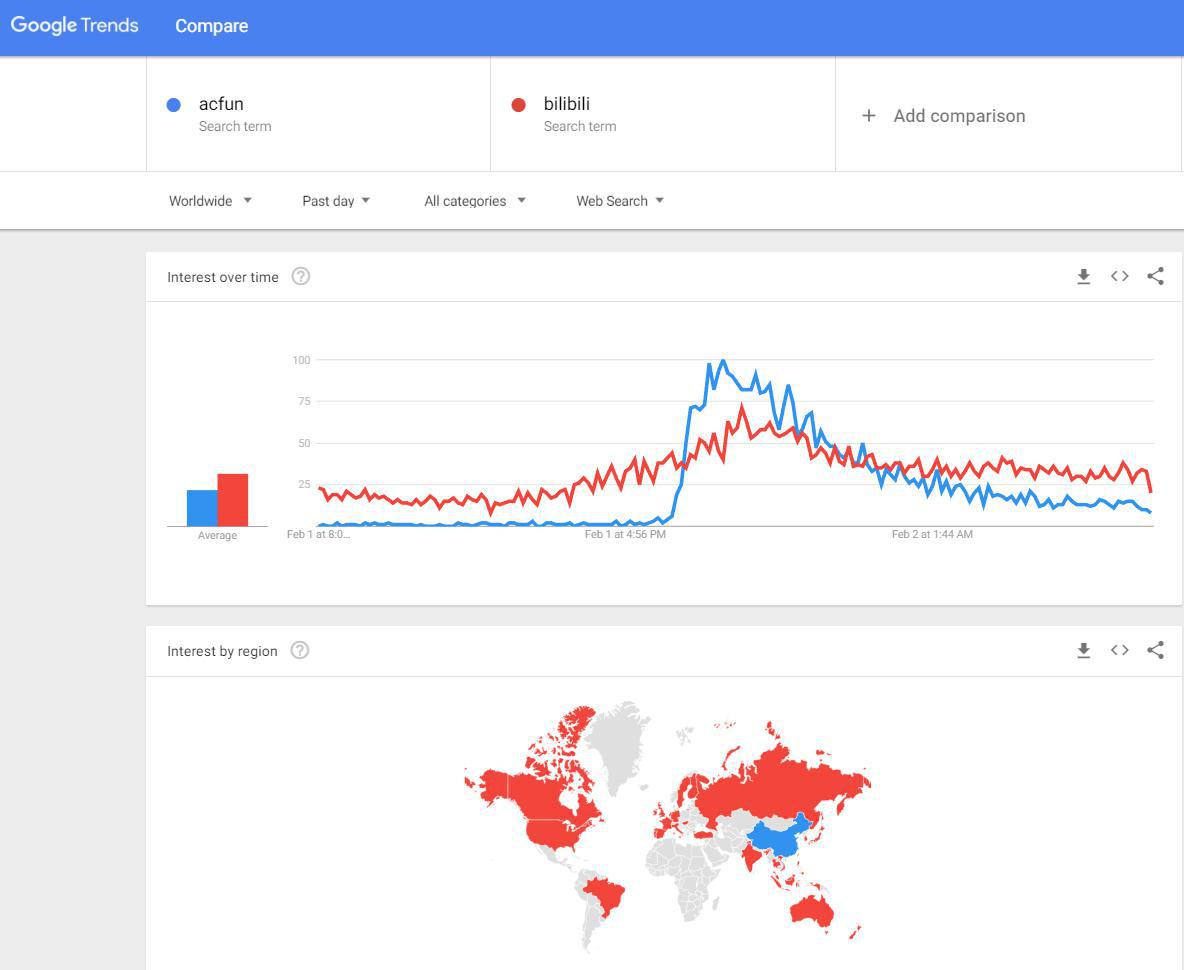 Google Trends Compare
acfun
Search term
bilibili
Search term
+ Add comparison
Worldwide Past day All categories Web Search
Interest over time ?
100
75
50
25
Average
Feb 1 at 8:0... Feb 1 at 4:56 PM Feb 2 at 1:44 AM
Interest by region ?